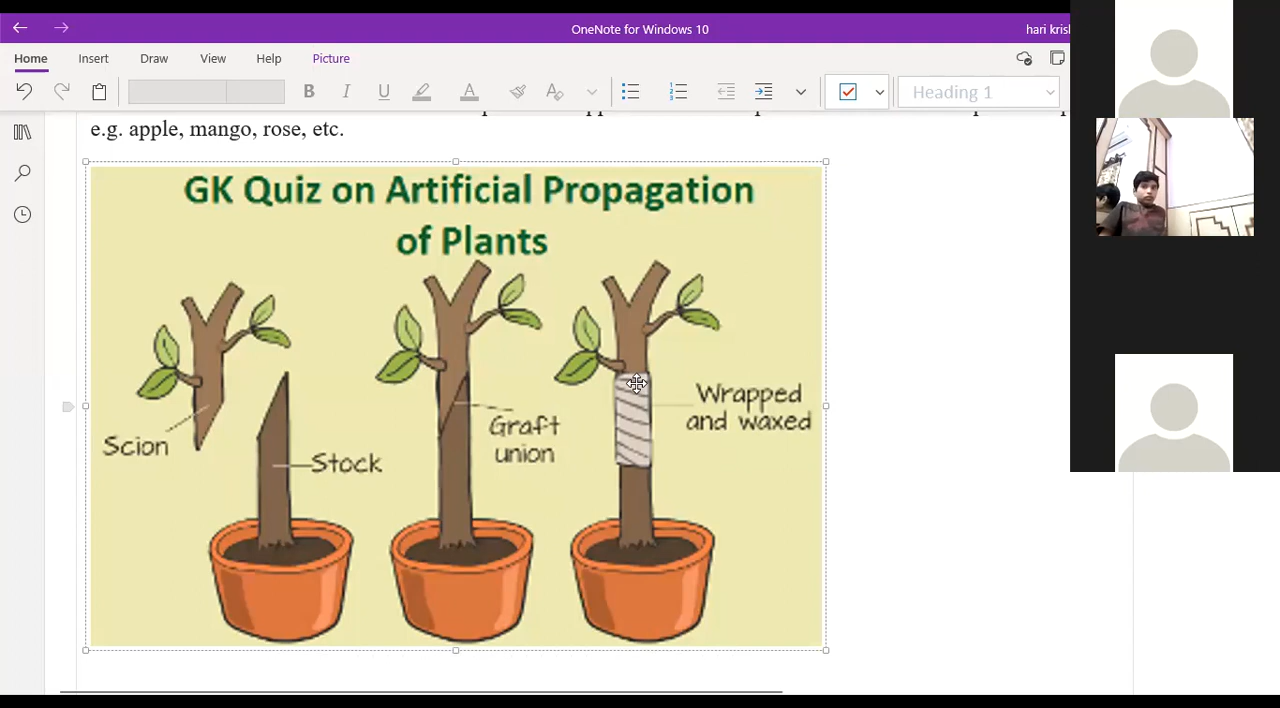 OneNote for Windows 10
hari krish
Home Insert Draw View Help Picture
B I U A Heading 1
e.g. apple, mango, rose, etc.
GK Quiz on Artificial Propagation
of Plants
Scion
Stock
Graft
union
Wrapped
and waxed